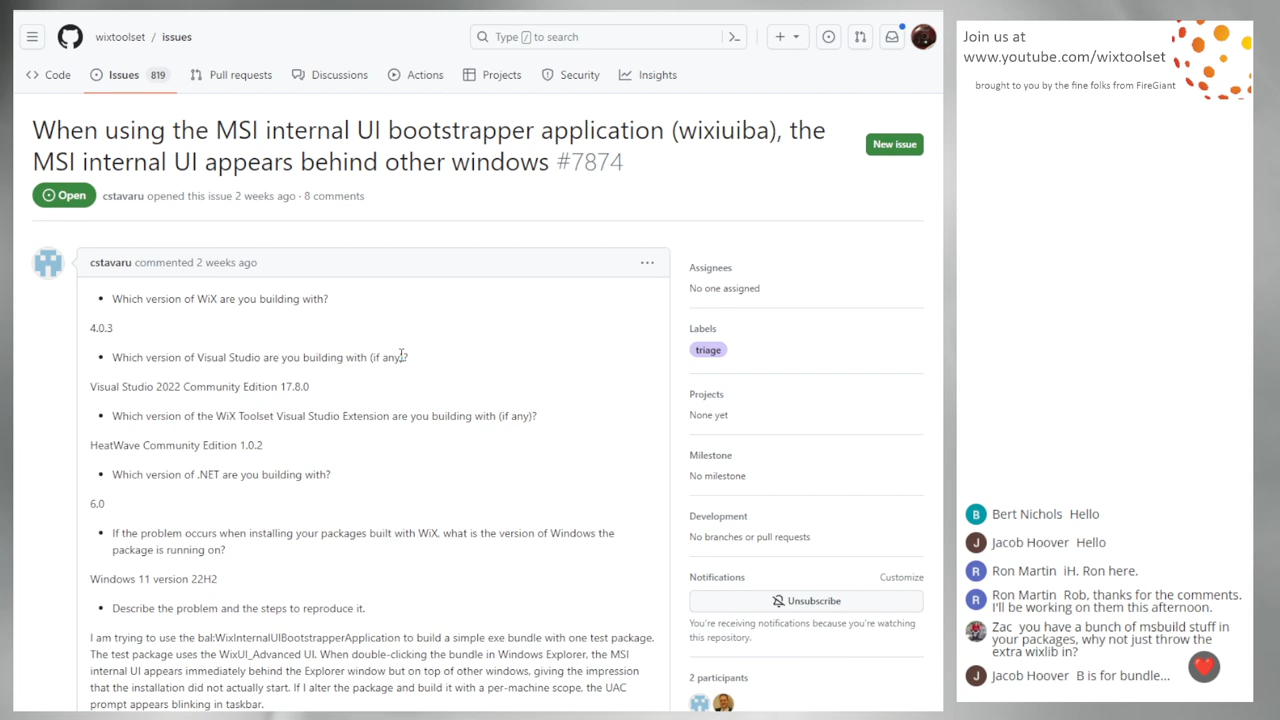 wixtoolset / issues
Type / to search
Code
Issues 819
Pull requests
Discussions
Actions
Projects
Security
Insights
When using the MSI internal UI bootstrapper application (wixiuiba), the
MSI internal UI appears behind other windows #7874
New issue
Open
cstavaru opened this issue 2 weeks ago · 8 comments
cstavaru commented 2 weeks ago
• Which version of WiX are you building with?
4.0.3
• Which version of Visual Studio are you building with (if any)?
Visual Studio 2022 Community Edition 17.8.0
• Which version of the WiX Toolset Visual Studio Extension are you building with (if any)?
HeatWave Community Edition 1.0.2
• Which version of .NET are you building with?
6.0
• If the problem occurs when installing your packages built with WiX, what is the version of Windows the
package is running on?
Windows 11 version 22H2
• Describe the problem and the steps to reproduce it.
I am trying to use the bal:WixInternalUIBootstrapperApplication to build a simple exe bundle with one test package.
The test package uses the WixUI_Advanced UI. When double-clicking the bundle in Windows Explorer, the MSI
internal UI appears immediately behind the Explorer window but on top of other windows, giving the impression
that the installation did not actually start. If I alter the package and build it with a per-machine scope, the UAC
prompt appears blinking in taskbar.
Assignees
No one assigned
Labels
triage
Projects
None yet
Milestone
No milestone
Development
No branches or pull requests
Notifications
Customize
Unsubscribe
You're receiving notifications because you're watching
this repository.
2 participants
Join us at
www.youtube.com/wixtoolset
brought to you by the fine folks from FireGiant
B Bert Nichols Hello
J Jacob Hoover Hello
R Ron Martin iH. Ron here.
R Ron Martin Rob, thanks for the comments.
I'll be working on them this afternoon.
Zac you have a bunch of msbuild stuff in
your packages, why not just throw the
extra wixlib in?
J Jacob Hoover B is for bundle...